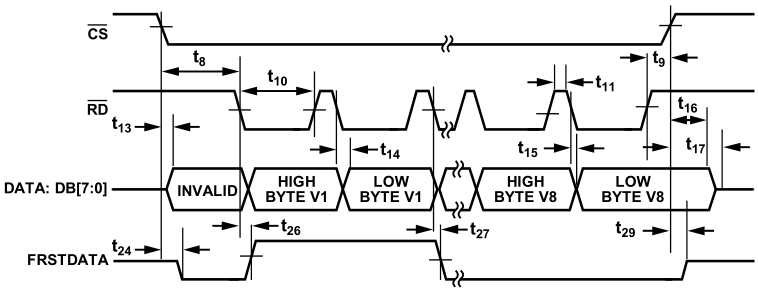 CS
t8
t9
t10
t11
RD
t16
t13
t14
t15
t17
DATA: DB[7:0]
INVALID
HIGH BYTE V1
LOW BYTE V1
HIGH BYTE V8
LOW BYTE V8
t26
t27
t29
t24
FRSTDATA